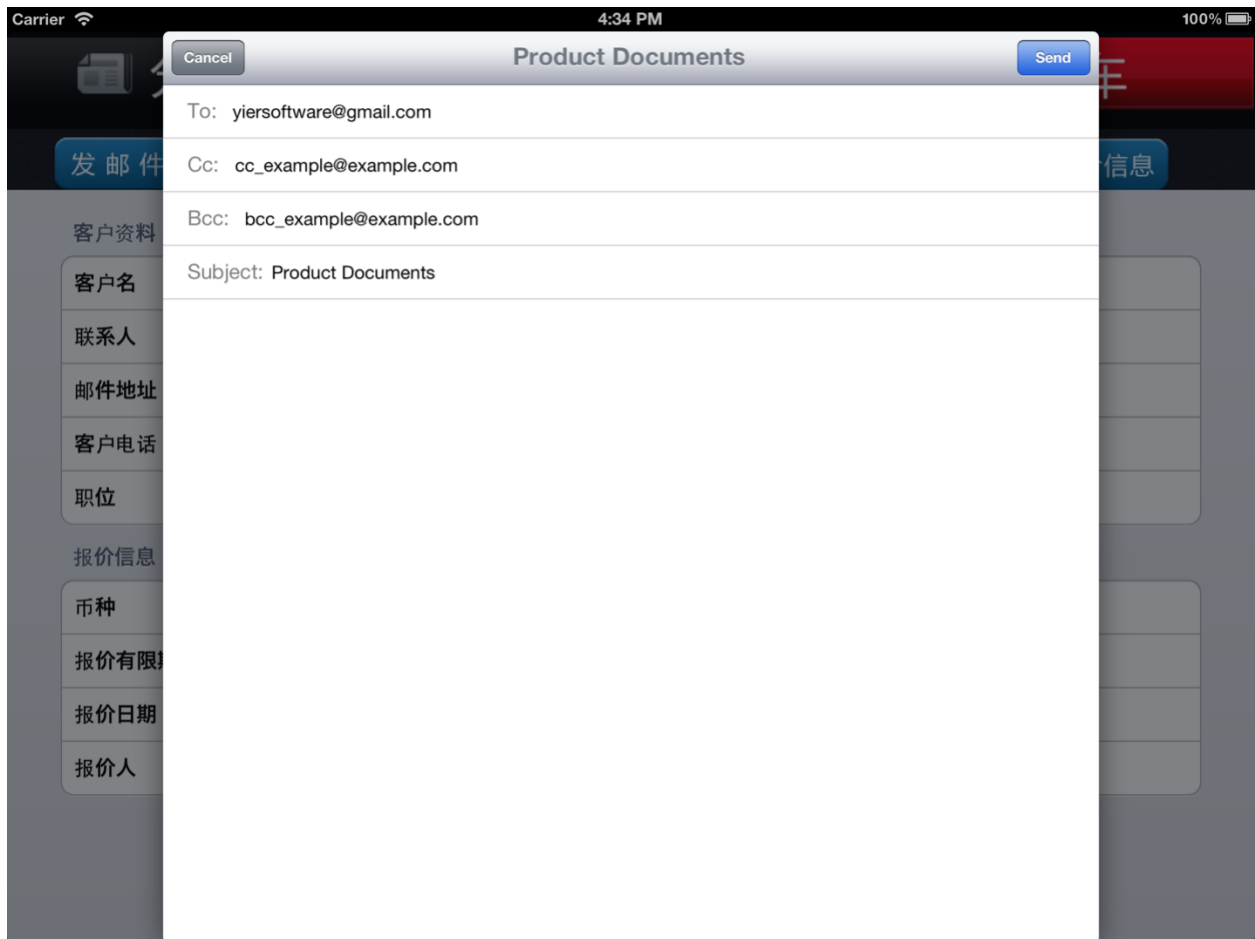 Carrier 4:34 PM 100%
Cancel Product Documents Send
车
To: yiersoftware@gmail.com
发邮件 信息
Cc: cc_example@example.com
Bcc: bcc_example@example.com
客户资料
Subject: Product Documents
客户名
联系人
邮件地址
客户电话
职位
报价信息
币种
报价有限
报价日期
报价人